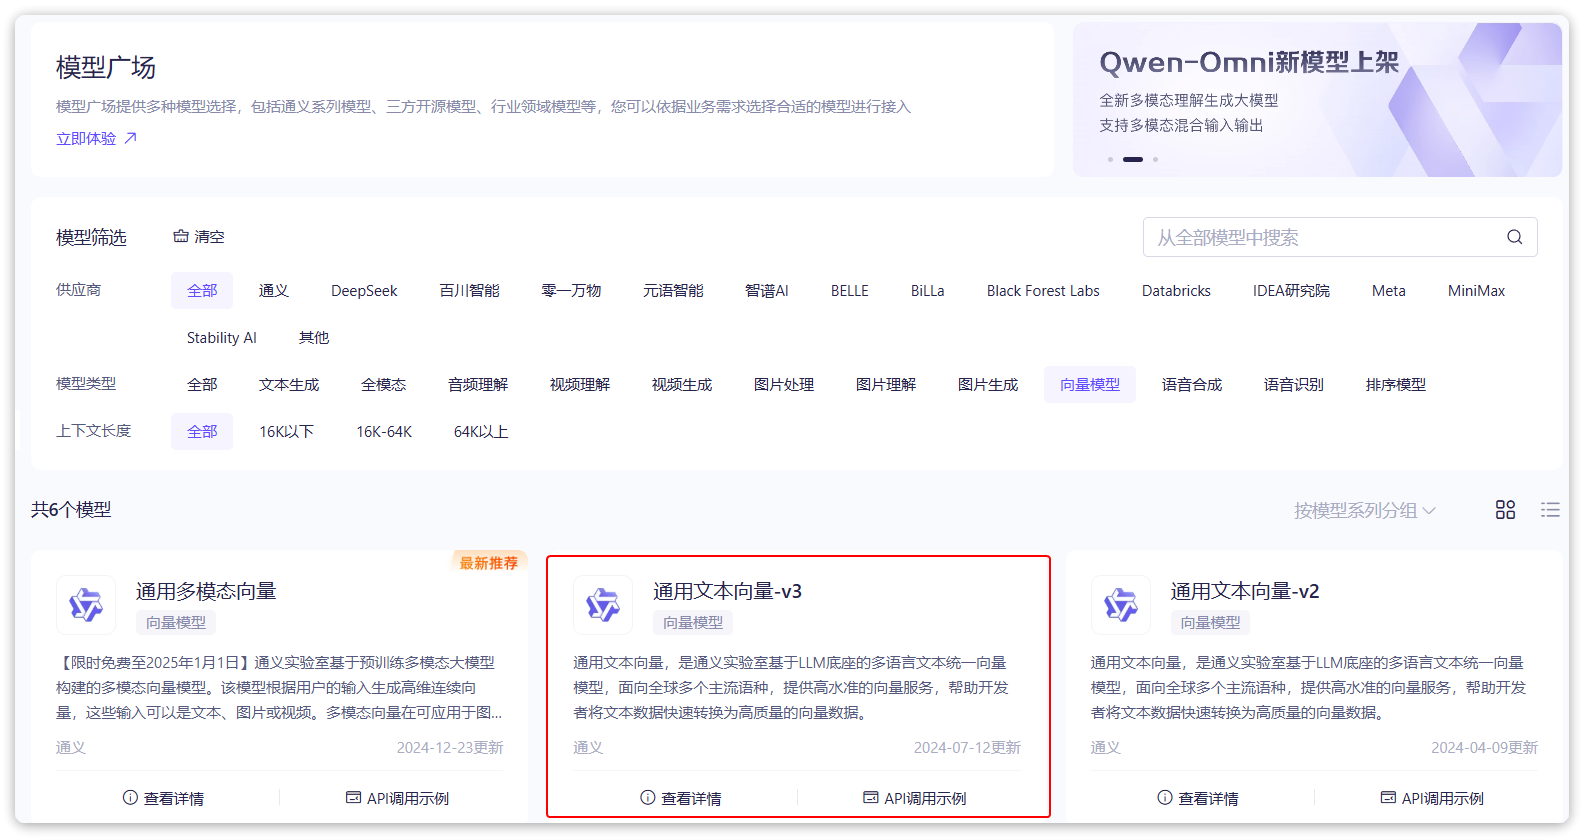 模型广场
模型广场提供多种模型选择，包括通义系列模型、三方开源模型、行业领域模型等，您可以依据业务需求选择合适的模型进行接入
立即体验
Qwen-Omni新模型上架
全新多模态理解生成大模型
支持多模态混合输入输出
模型筛选 清空
从全部模型中搜索
供应商 全部 通义 DeepSeek 百川智能 零一万物 元语智能 智谱AI BELLE BiLLa Black Forest Labs Databricks IDEA研究院 Meta MiniMax
Stability AI 其他
模型类型 全部 文本生成 全模态 音频理解 视频理解 视频生成 图片处理 图片理解 图片生成 向量模型 语音合成 语音识别 排序模型
上下文长度 全部 16K以下 16K-64K 64K以上
共6个模型
按模型系列分组
最新推荐
通用多模态向量
向量模型
【限时免费至2025年1月1日】通义实验室基于预训练多模态大模型
构建的多模态向量模型。该模型根据用户的输入生成高维连续向
量，这些输入可以是文本、图片或视频。多模态向量在可应用于图...
通义 2024-12-23更新
查看详情 API调用示例
通用文本向量-v3
向量模型
通用文本向量，是通义实验室基于LLM底座的多语言文本统一向量
模型，面向全球多个主流语种，提供高水准的向量服务，帮助开发
者将文本数据快速转换为高质量的向量数据。
通义 2024-07-12更新
查看详情 API调用示例
通用文本向量-v2
向量模型
通用文本向量，是通义实验室基于LLM底座的多语言文本统一向量
模型，面向全球多个主流语种，提供高水准的向量服务，帮助开发
者将文本数据快速转换为高质量的向量数据。
通义 2024-04-09更新
查看详情 API调用示例